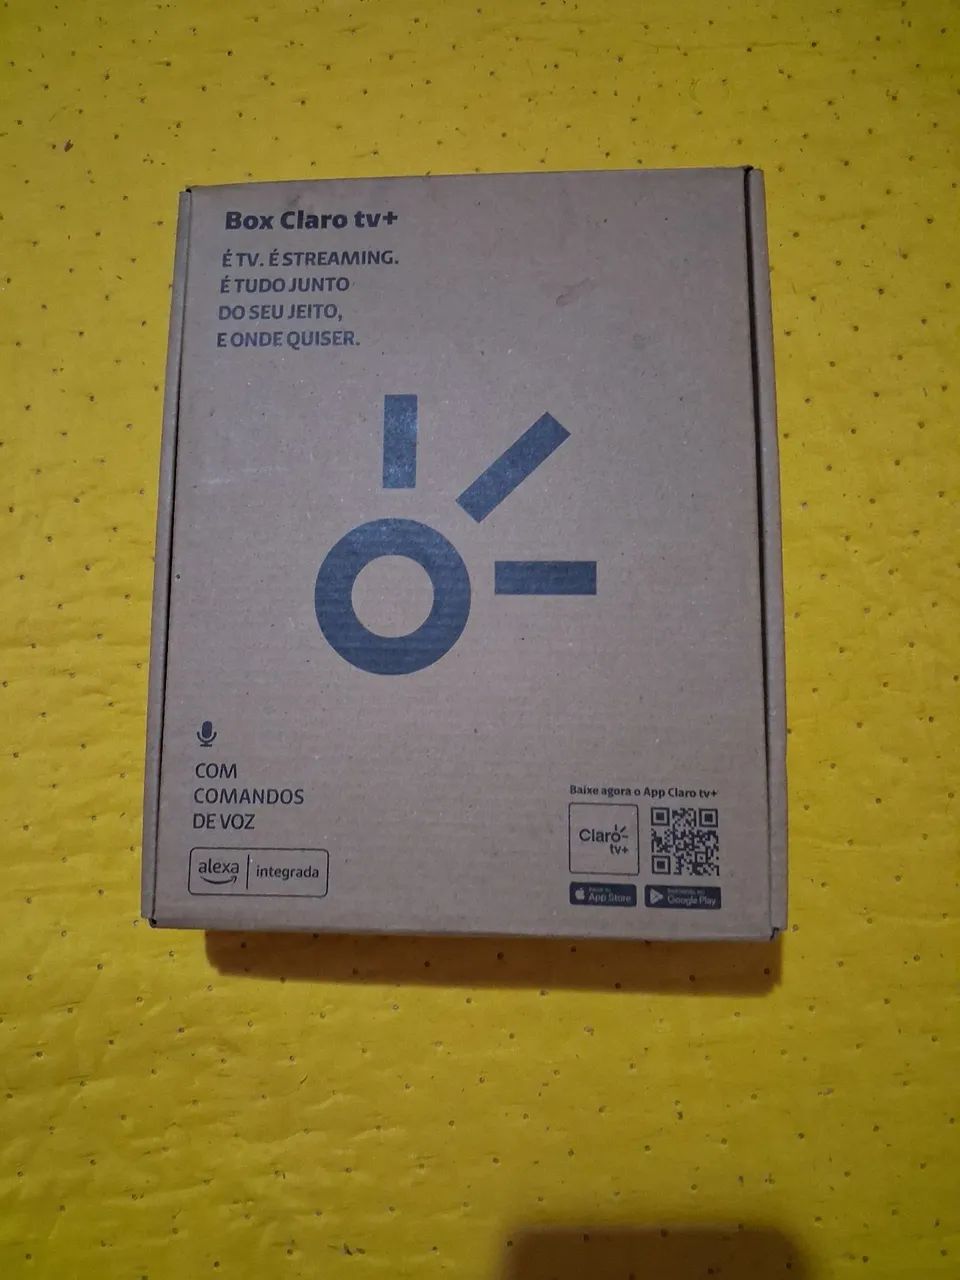 Box Claro tv+
É TV. É STREAMING.
É TUDO JUNTO
DO SEU JEITO,
E ONDE QUISER.
COM
COMANDOS
DE VOZ
alexa integrada
Baixe agora o App Claro tv+
Claro
tv+
App Store
Google Play